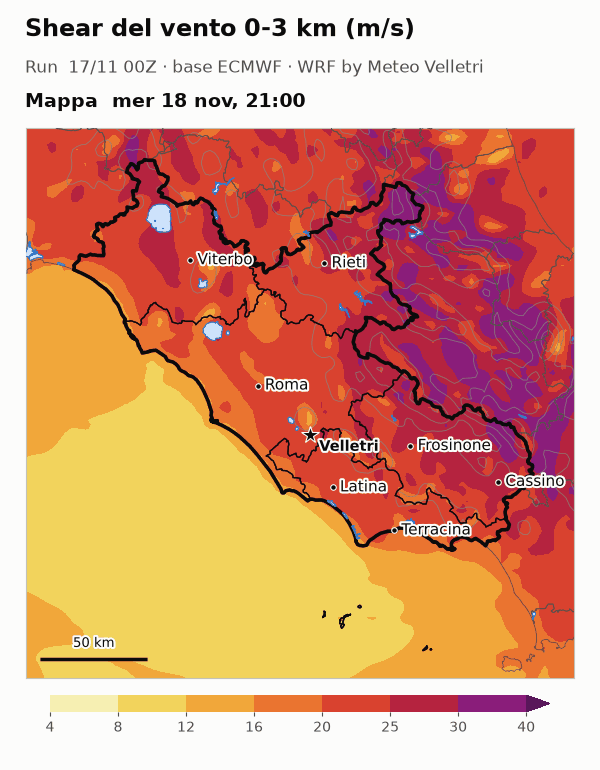 Shear del vento 0-3 km (m/s)
Run  17/11 00Z · base ECMWF · WRF by Meteo Velletri
Mappa  mer 18 nov, 21:00
Viterbo
Rieti
Roma
Velletri
Frosinone
Cassino
Latina
Terracina
50 km
4 8 12 16 20 25 30 40